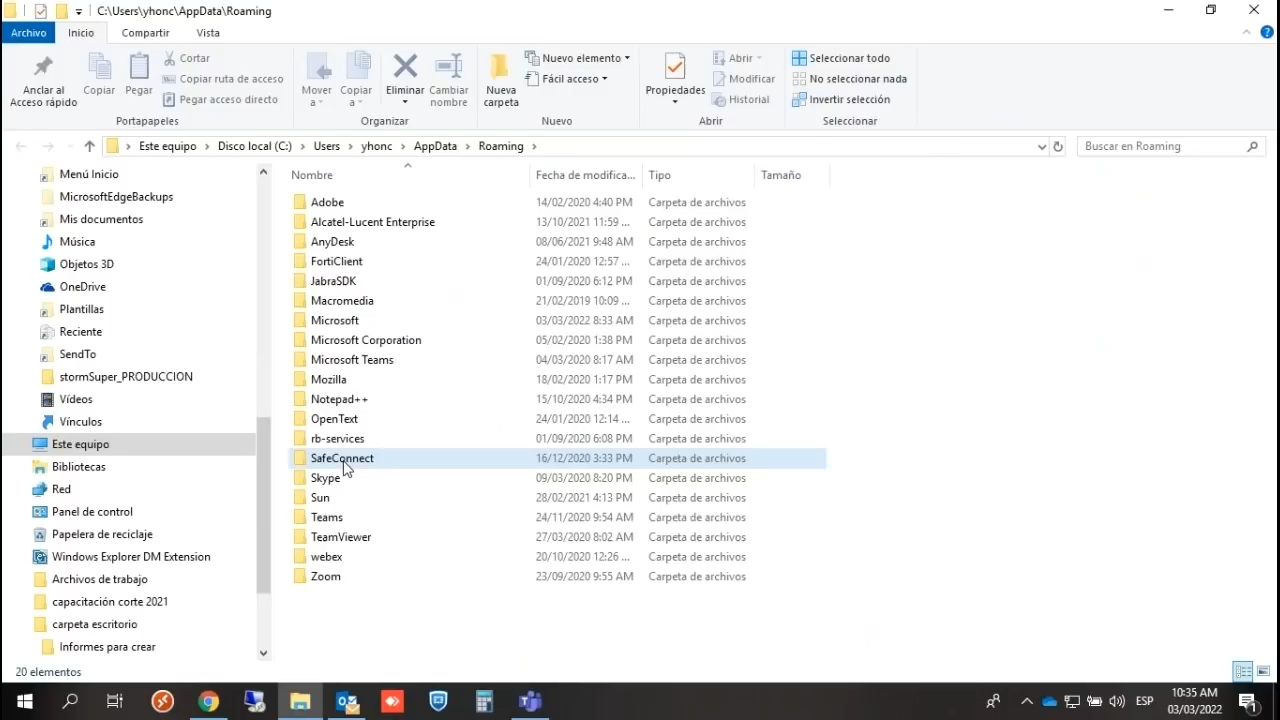 C:\Users\yhonc\AppData\Roaming
Archivo Inicio Compartir Vista
Anclar al Acceso rápido
Copiar
Pegar
Cortar
Copiar ruta de acceso
Pegar acceso directo
Portapapeles
Mover a
Copiar a
Eliminar
Cambiar nombre
Organizar
Nueva carpeta
Nuevo elemento
Fácil acceso
Nuevo
Propiedades
Abrir
Modificar
Historial
Abrir
Seleccionar todo
No seleccionar nada
Invertir selección
Seleccionar
Este equipo > Disco local (C:) > Users > yhonc > AppData > Roaming >
Buscar en Roaming
Menú Inicio
MicrosoftEdgeBackups
Mis documentos
Música
Objetos 3D
OneDrive
Plantillas
Reciente
SendTo
stormSuper_PRODUCCION
Vídeos
Vínculos
Este equipo
Bibliotecas
Red
Panel de control
Papelera de reciclaje
Windows Explorer DM Extension
Archivos de trabajo
capacitación corte 2021
carpeta escritorio
Informes para crear
Nombre Fecha de modifica... Tipo Tamaño
Adobe 14/02/2020 4:40 PM Carpeta de archivos
Alcatel-Lucent Enterprise 13/10/2021 11:59 ... Carpeta de archivos
AnyDesk 08/06/2021 9:48 AM Carpeta de archivos
FortiClient 24/01/2020 12:57 ... Carpeta de archivos
JabraSDK 01/09/2020 6:12 PM Carpeta de archivos
Macromedia 21/02/2019 10:09 ... Carpeta de archivos
Microsoft 03/03/2022 8:33 AM Carpeta de archivos
Microsoft Corporation 05/02/2020 1:38 PM Carpeta de archivos
Microsoft Teams 04/03/2020 8:17 AM Carpeta de archivos
Mozilla 18/02/2020 1:17 PM Carpeta de archivos
Notepad++ 15/10/2020 4:34 PM Carpeta de archivos
OpenText 24/01/2020 12:14 ... Carpeta de archivos
rb-services 01/09/2020 6:08 PM Carpeta de archivos
SafeConnect 16/12/2020 3:33 PM Carpeta de archivos
Skype 09/03/2020 8:20 PM Carpeta de archivos
Sun 28/02/2021 4:13 PM Carpeta de archivos
Teams 24/11/2020 9:54 AM Carpeta de archivos
TeamViewer 27/03/2020 8:02 AM Carpeta de archivos
webex 20/10/2020 12:26 ... Carpeta de archivos
Zoom 23/09/2020 9:55 AM Carpeta de archivos
20 elementos
ESP
10:35 AM
03/03/2022
1